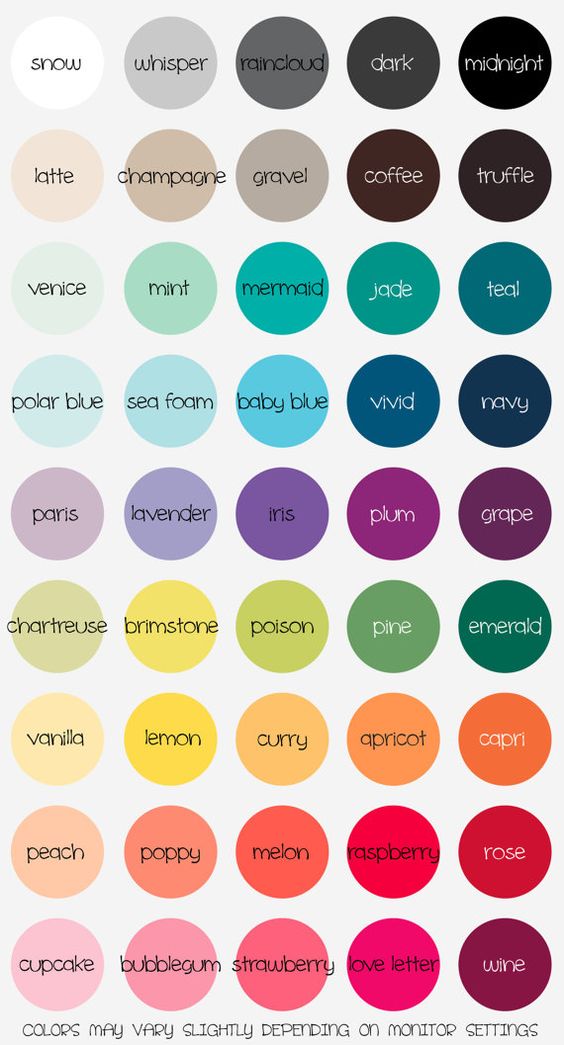 snow whisper raincloud dark midnight
latte champagne gravel coffee truffle
venice mint mermaid jade teal
polar blue sea foam baby blue vivid navy
paris lavender iris plum grape
chartreuse brimstone poison pine emerald
vanilla lemon curry apricot capri
peach poppy melon raspberry rose
cupcake bubblegum strawberry love letter wine
COLORS MAY VARY SLIGHTLY DEPENDING ON MONITOR SETTINGS